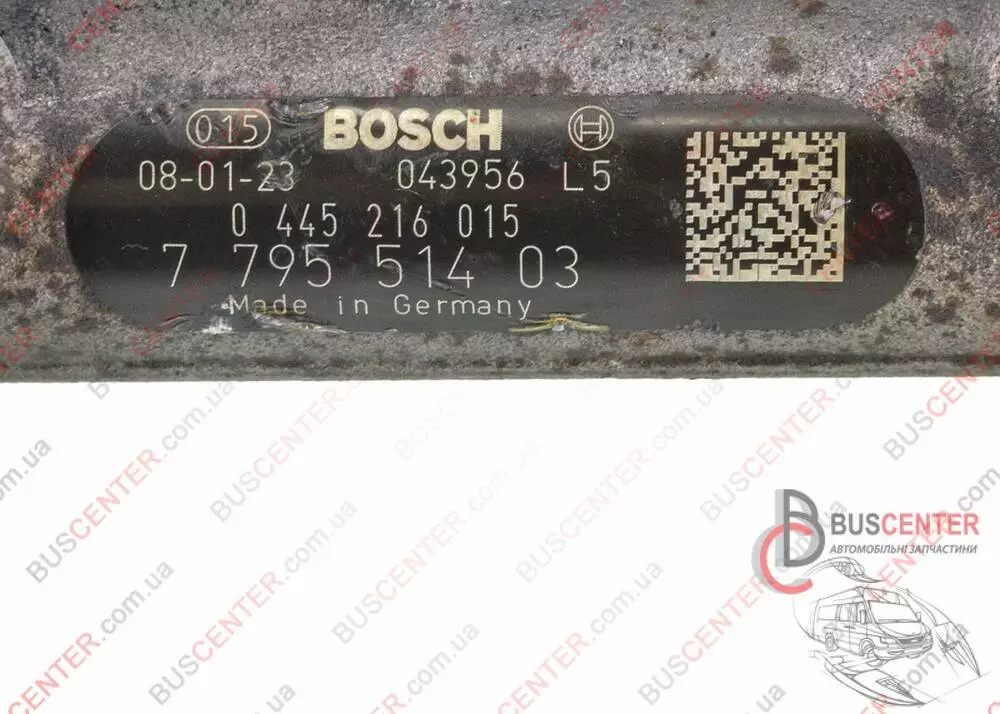 015 BOSCH
08-01-23 043956 L5
0 445 216 015
7 795 514 03
Made in Germany
BUSCENTER
АВТОМОБІЛЬНІ ЗАПЧАСТИНИ
BUSCENTER.com.ua